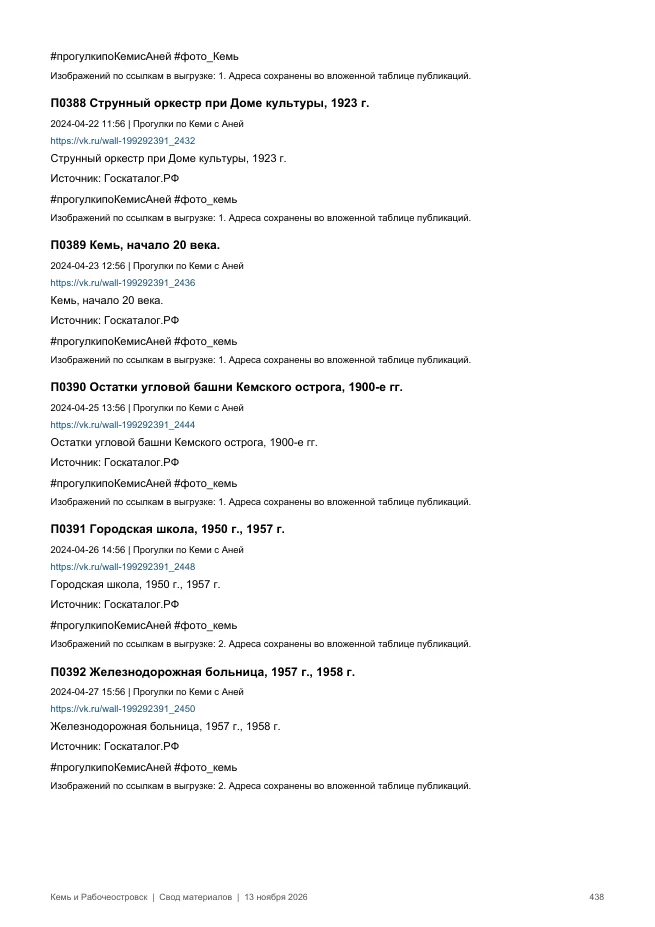 #прогулкипоКемисАней #фото_Кемь
Изображений по ссылкам в выгрузке: 1. Адреса сохранены во вложенной таблице публикаций.
П0388 Струнный оркестр при Доме культуры, 1923 г.
2024-04-22 11:56 | Прогулки по Кеми с Аней
https://vk.ru/wall-199292391_2432
Струнный оркестр при Доме культуры, 1923 г.
Источник: Госкаталог.РФ
#прогулкипоКемисАней #фото_кемь
Изображений по ссылкам в выгрузке: 1. Адреса сохранены во вложенной таблице публикаций.
П0389 Кемь, начало 20 века.
2024-04-23 12:56 | Прогулки по Кеми с Аней
https://vk.ru/wall-199292391_2436
Кемь, начало 20 века.
Источник: Госкаталог.РФ
#прогулкипоКемисАней #фото_кемь
Изображений по ссылкам в выгрузке: 1. Адреса сохранены во вложенной таблице публикаций.
П0390 Остатки угловой башни Кемского острога, 1900-е гг.
2024-04-25 13:56 | Прогулки по Кеми с Аней
https://vk.ru/wall-199292391_2444
Остатки угловой башни Кемского острога, 1900-е гг.
Источник: Госкаталог.РФ
#прогулкипоКемисАней #фото_кемь
Изображений по ссылкам в выгрузке: 1. Адреса сохранены во вложенной таблице публикаций.
П0391 Городская школа, 1950 г., 1957 г.
2024-04-26 14:56 | Прогулки по Кеми с Аней
https://vk.ru/wall-199292391_2448
Городская школа, 1950 г., 1957 г.
Источник: Госкаталог.РФ
#прогулкипоКемисАней #фото_кемь
Изображений по ссылкам в выгрузке: 2. Адреса сохранены во вложенной таблице публикаций.
П0392 Железнодорожная больница, 1957 г., 1958 г.
2024-04-27 15:56 | Прогулки по Кеми с Аней
https://vk.ru/wall-199292391_2450
Железнодорожная больница, 1957 г., 1958 г.
Источник: Госкаталог.РФ
#прогулкипоКемисАней #фото_кемь
Изображений по ссылкам в выгрузке: 2. Адреса сохранены во вложенной таблице публикаций.
Кемь и Рабочеостровск | Свод материалов | 13 ноября 2026 438